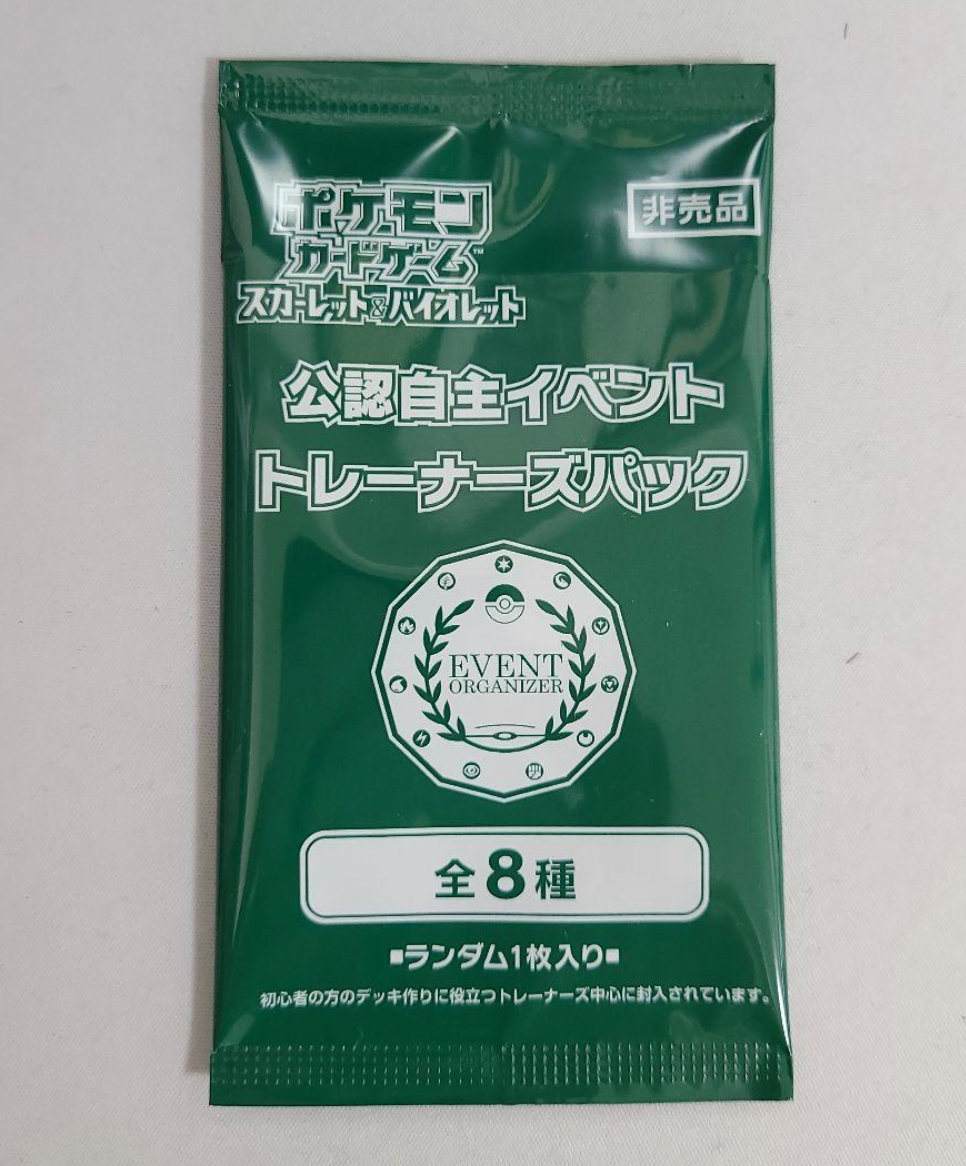 ポケモン
カードゲーム™
スカーレット&バイオレット
非売品
公認自主イベント
トレーナーズパック
EVENT
ORGANIZER
全8種
■ランダム1枚入り■
初心者の方のデッキ作りに役立つトレーナーズ中心に封入されています。